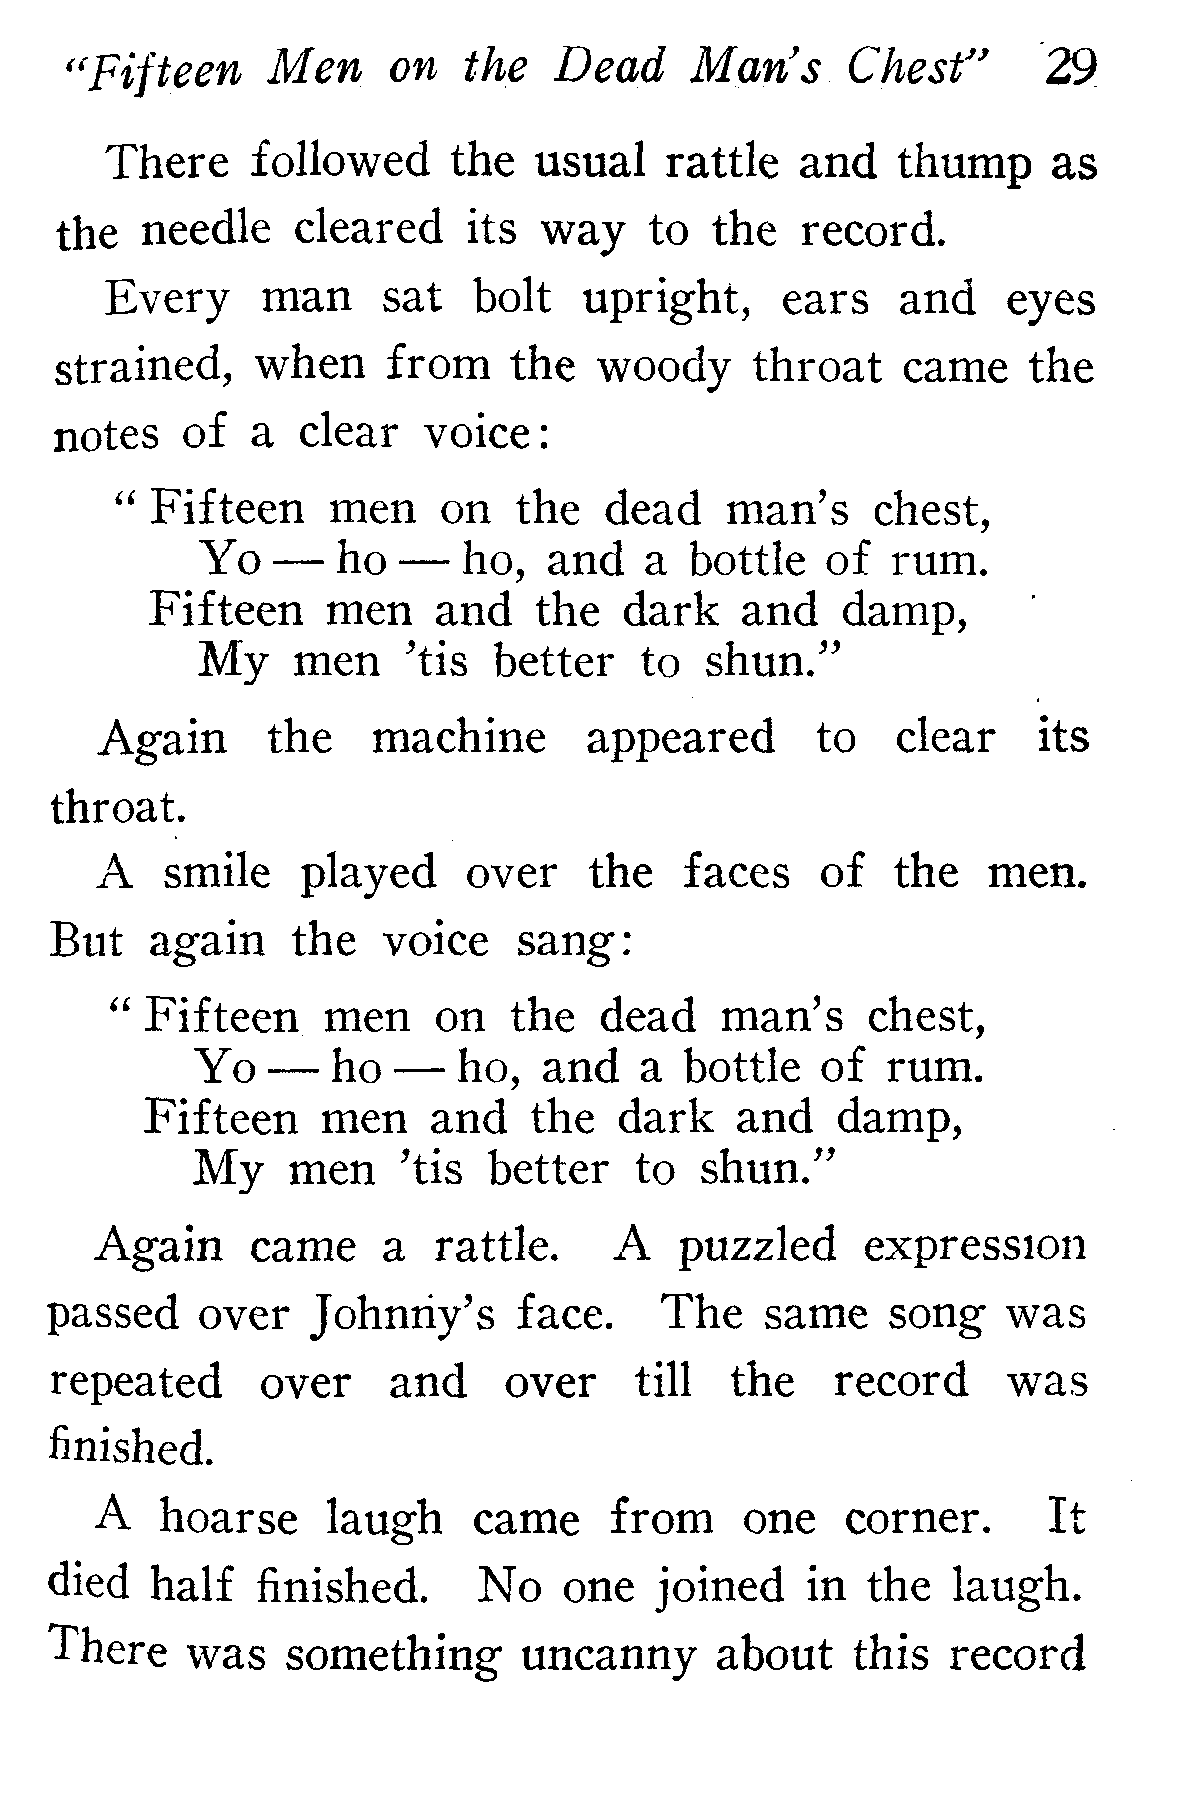 "Fifteen Men on the Dead Man's Chest" 29
There followed the usual rattle and thump as
the needle cleared its way to the record.
Every man sat bolt upright, ears and eyes
strained, when from the woody throat came the
notes of a clear voice:
"Fifteen men on the dead man's chest,
Yo — ho — ho, and a bottle of rum.
Fifteen men and the dark and damp,
My men 'tis better to shun."
Again the machine appeared to clear its
throat.
A smile played over the faces of the men.
But again the voice sang:
"Fifteen men on the dead man's chest,
Yo — ho — ho, and a bottle of rum.
Fifteen men and the dark and damp,
My men 'tis better to shun."
Again came a rattle. A puzzled expression
passed over Johnny's face. The same song was
repeated over and over till the record was
finished.
A hoarse laugh came from one corner. It
died half finished. No one joined in the laugh.
There was something uncanny about this record